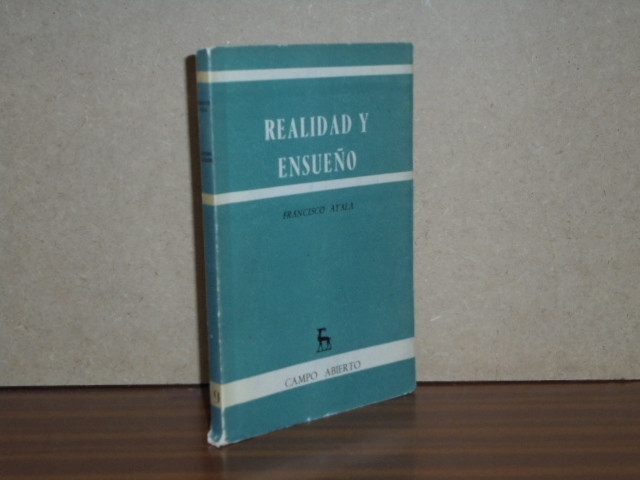 REALIDAD Y
ENSUEÑO
FRANCISCO AYALA
CAMPO ABIERTO